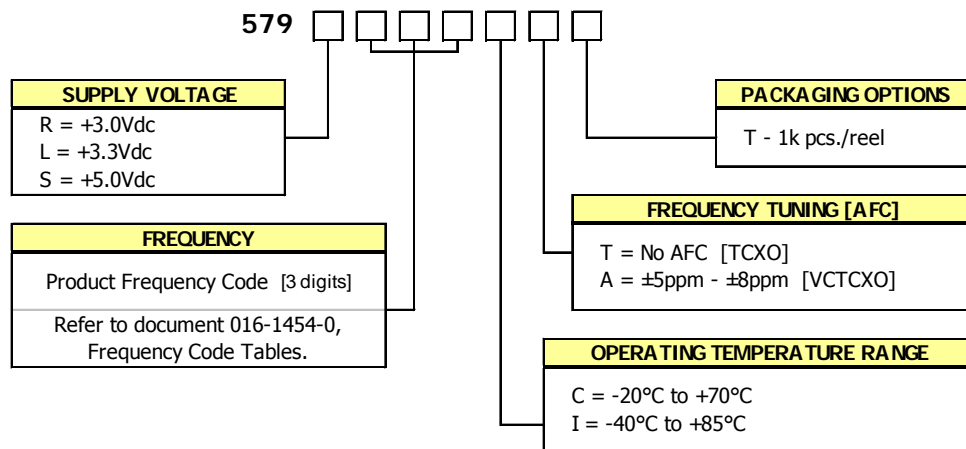 579
SUPPLY VOLTAGE
R = +3.0Vdc
L = +3.3Vdc
S = +5.0Vdc
PACKAGING OPTIONS
T - 1k pcs./reel
FREQUENCY TUNING [AFC]
T = No AFC [TCXO]
A = ±5ppm - ±8ppm [VCTCXO]
FREQUENCY
Product Frequency Code [3 digits]
Refer to document 016-1454-0,
Frequency Code Tables.
OPERATING TEMPERATURE RANGE
C = -20°C to +70°C
I = -40°C to +85°C